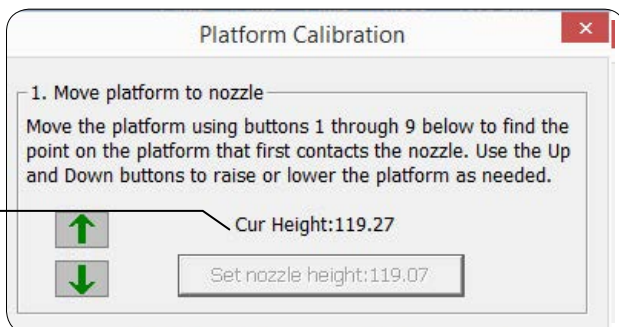 Platform Calibration
1. Move platform to nozzle
Move the platform using buttons 1 through 9 below to find the
point on the platform that first contacts the nozzle. Use the Up
and Down buttons to raise or lower the platform as needed.
Cur Height:119.27
Set nozzle height:119.07